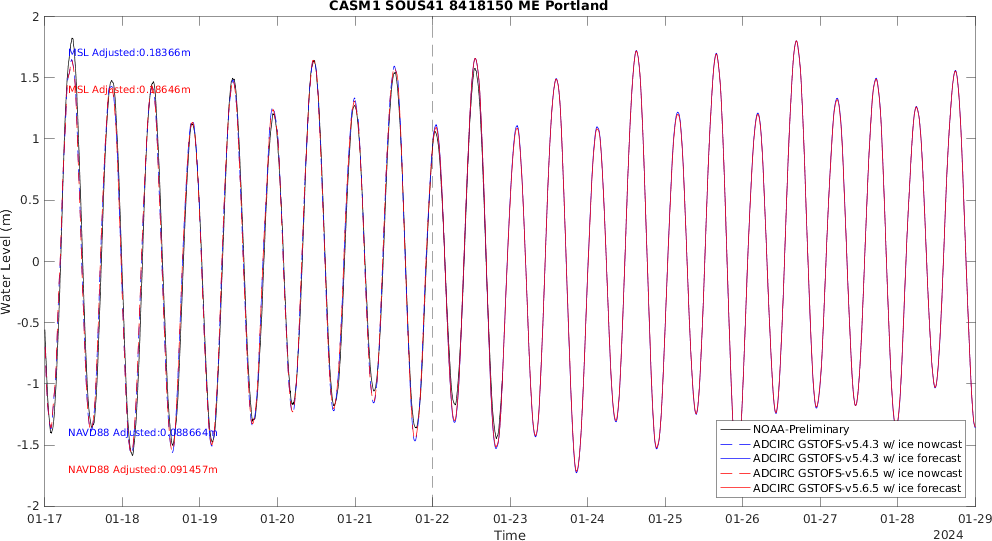 CASM1 SOUS41 8418150 ME Portland
2
1.5
1
0.5
0
-0.5
-1
-1.5
-2
Water Level (m)
MSL Adjusted:0.18366m
MSL Adjusted:0.18646m
NAVD88 Adjusted:0.088664m
NAVD88 Adjusted:0.091457m
NOAA-Preliminary
ADCIRC GSTOFS-v5.4.3 w/ ice nowcast
ADCIRC GSTOFS-v5.4.3 w/ ice forecast
ADCIRC GSTOFS-v5.6.5 w/ ice nowcast
ADCIRC GSTOFS-v5.6.5 w/ ice forecast
01-17 01-18 01-19 01-20 01-21 01-22 01-23 01-24 01-25 01-26 01-27 01-28 01-29
Time
2024